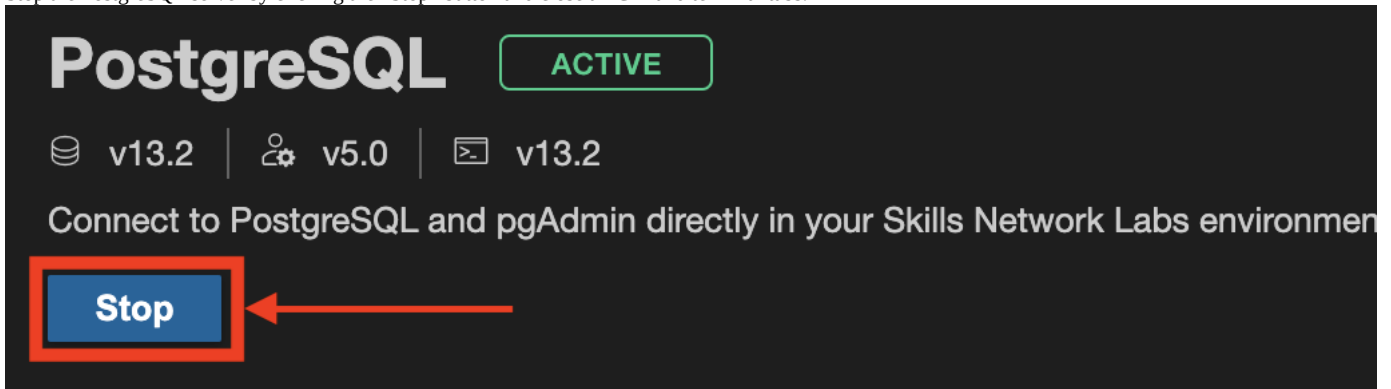 PostgreSQL ACTIVE
v13.2 v5.0 v13.2
Connect to PostgreSQL and pgAdmin directly in your Skills Network Labs environmen
Stop